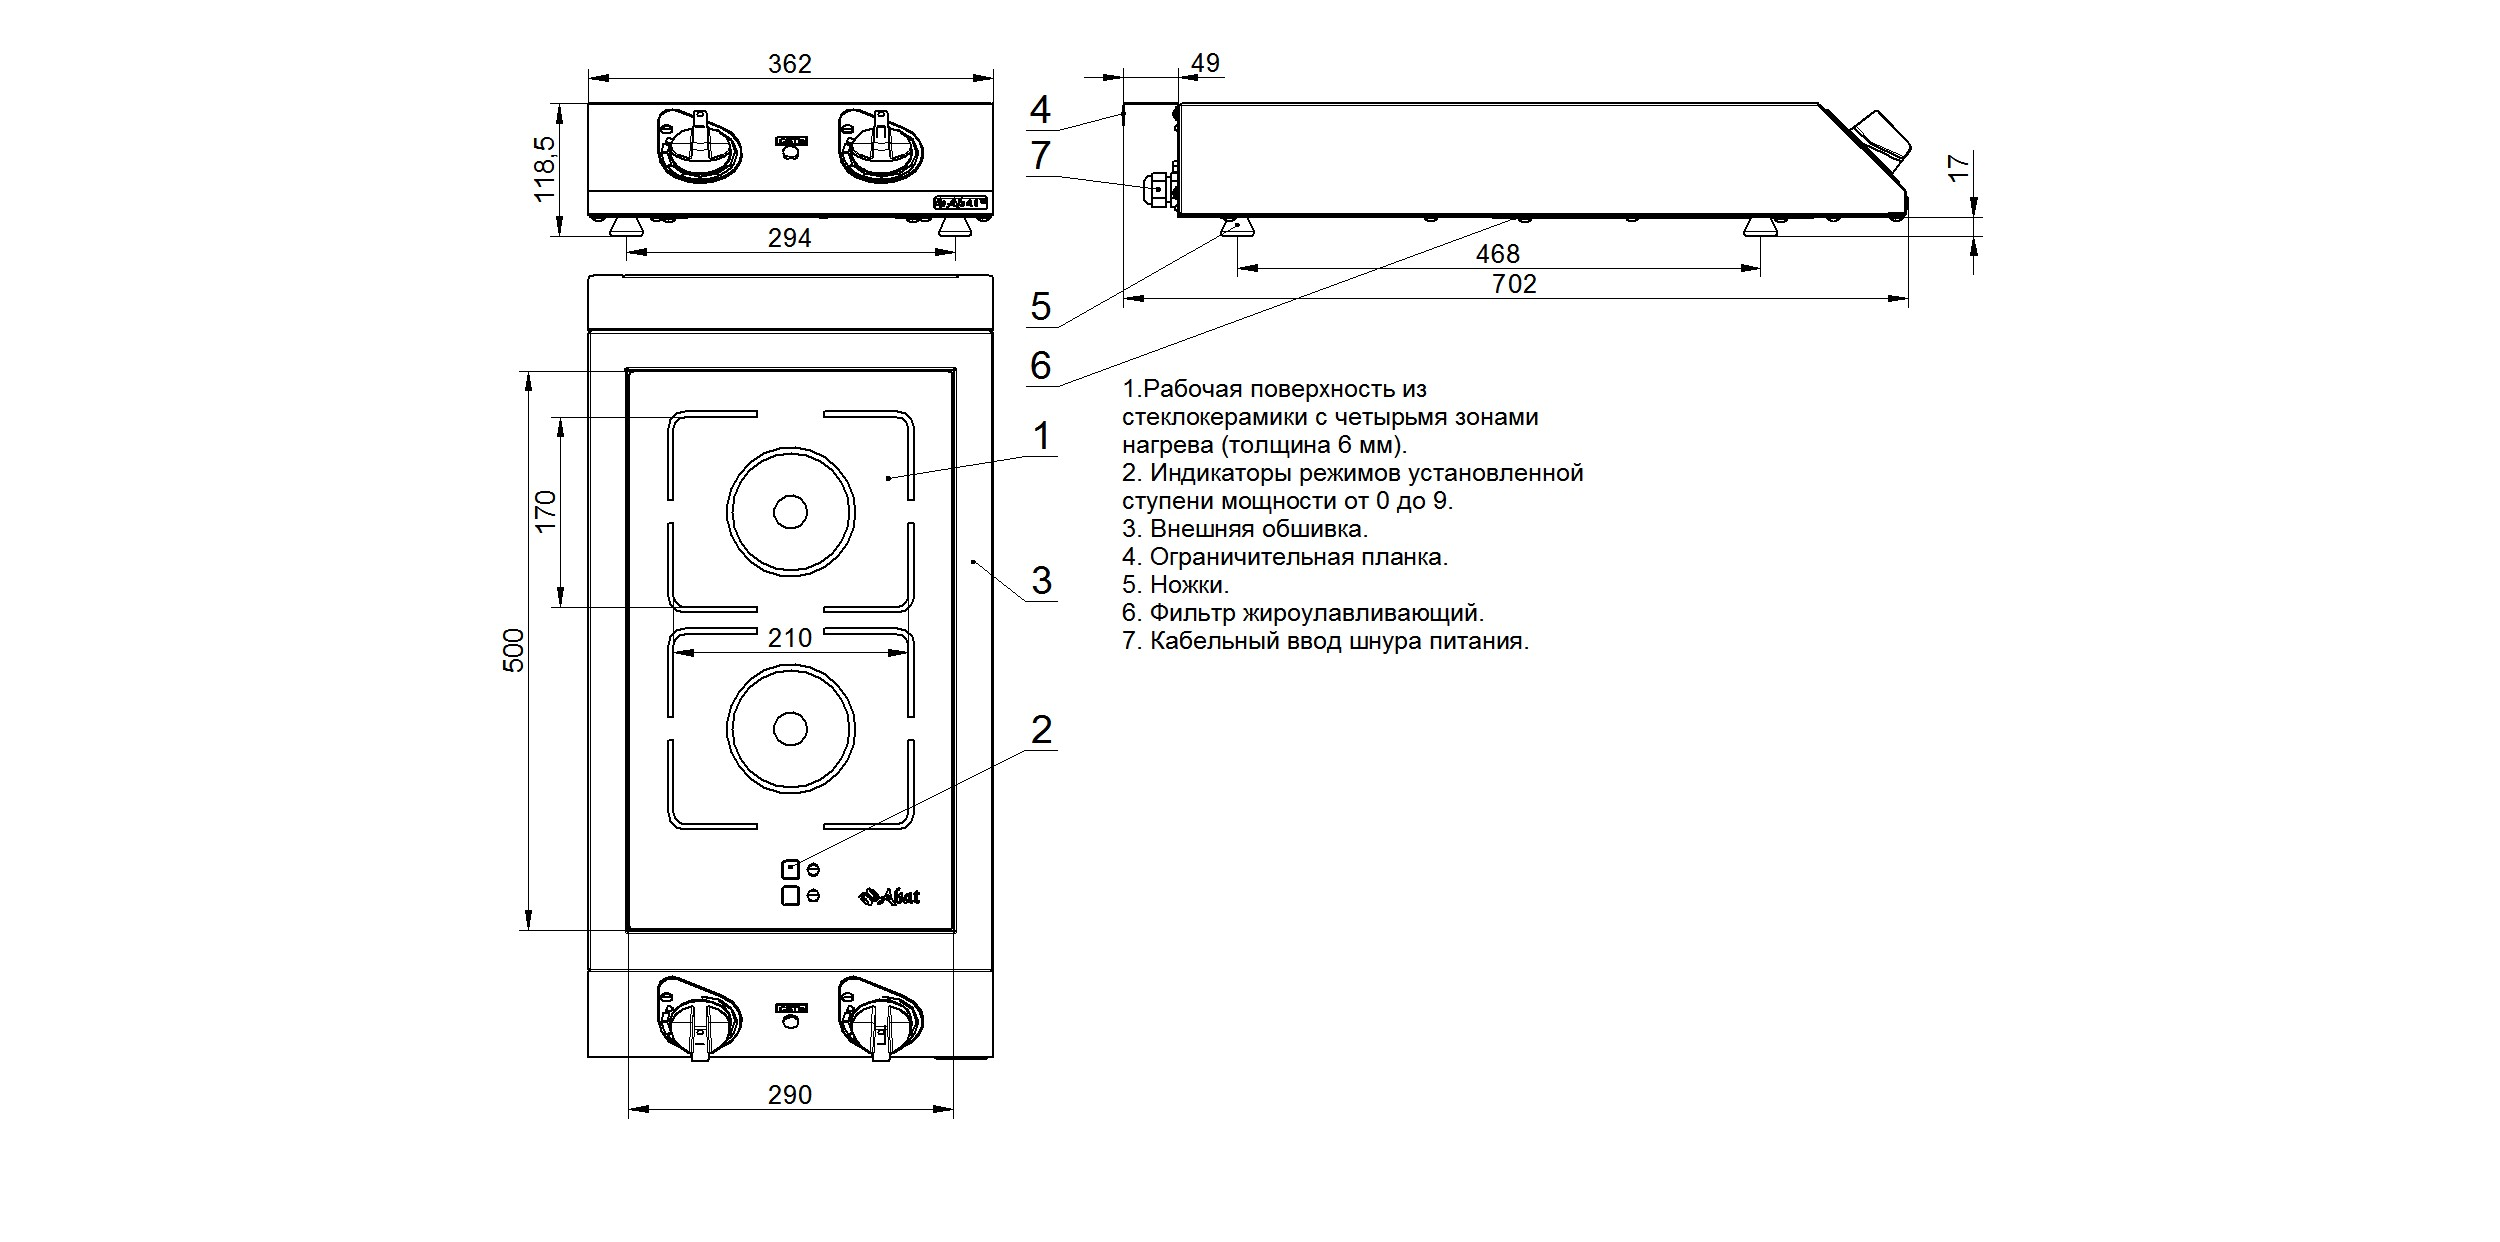 362
49
118,5
4
7
17
Abat
294
468
702
5
6
1
3
2
170
210
500
1.Рабочая поверхность из
стеклокерамики с четырьмя зонами
нагрева (толщина 6 мм).
2. Индикаторы режимов установленной
ступени мощности от 0 до 9.
3. Внешняя обшивка.
4. Ограничительная планка.
5. Ножки.
6. Фильтр жироулавливающий.
7. Кабельный ввод шнура питания.
Abat
290